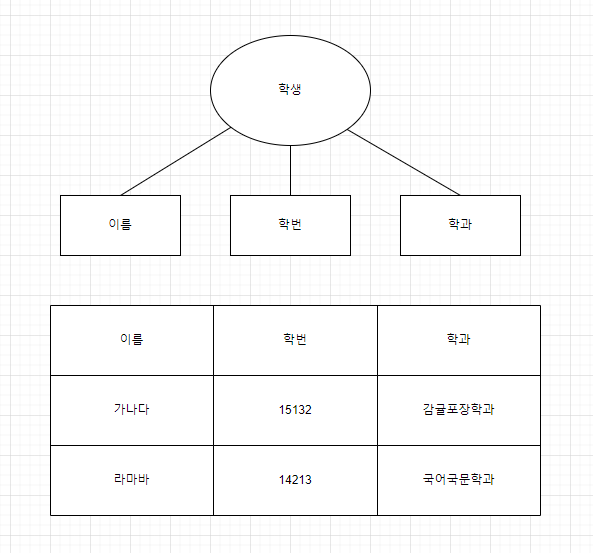 학생
이름 학번 학과
이름 학번 학과
가나다 15132 감귤포장학과
라마바 14213 국어국문학과